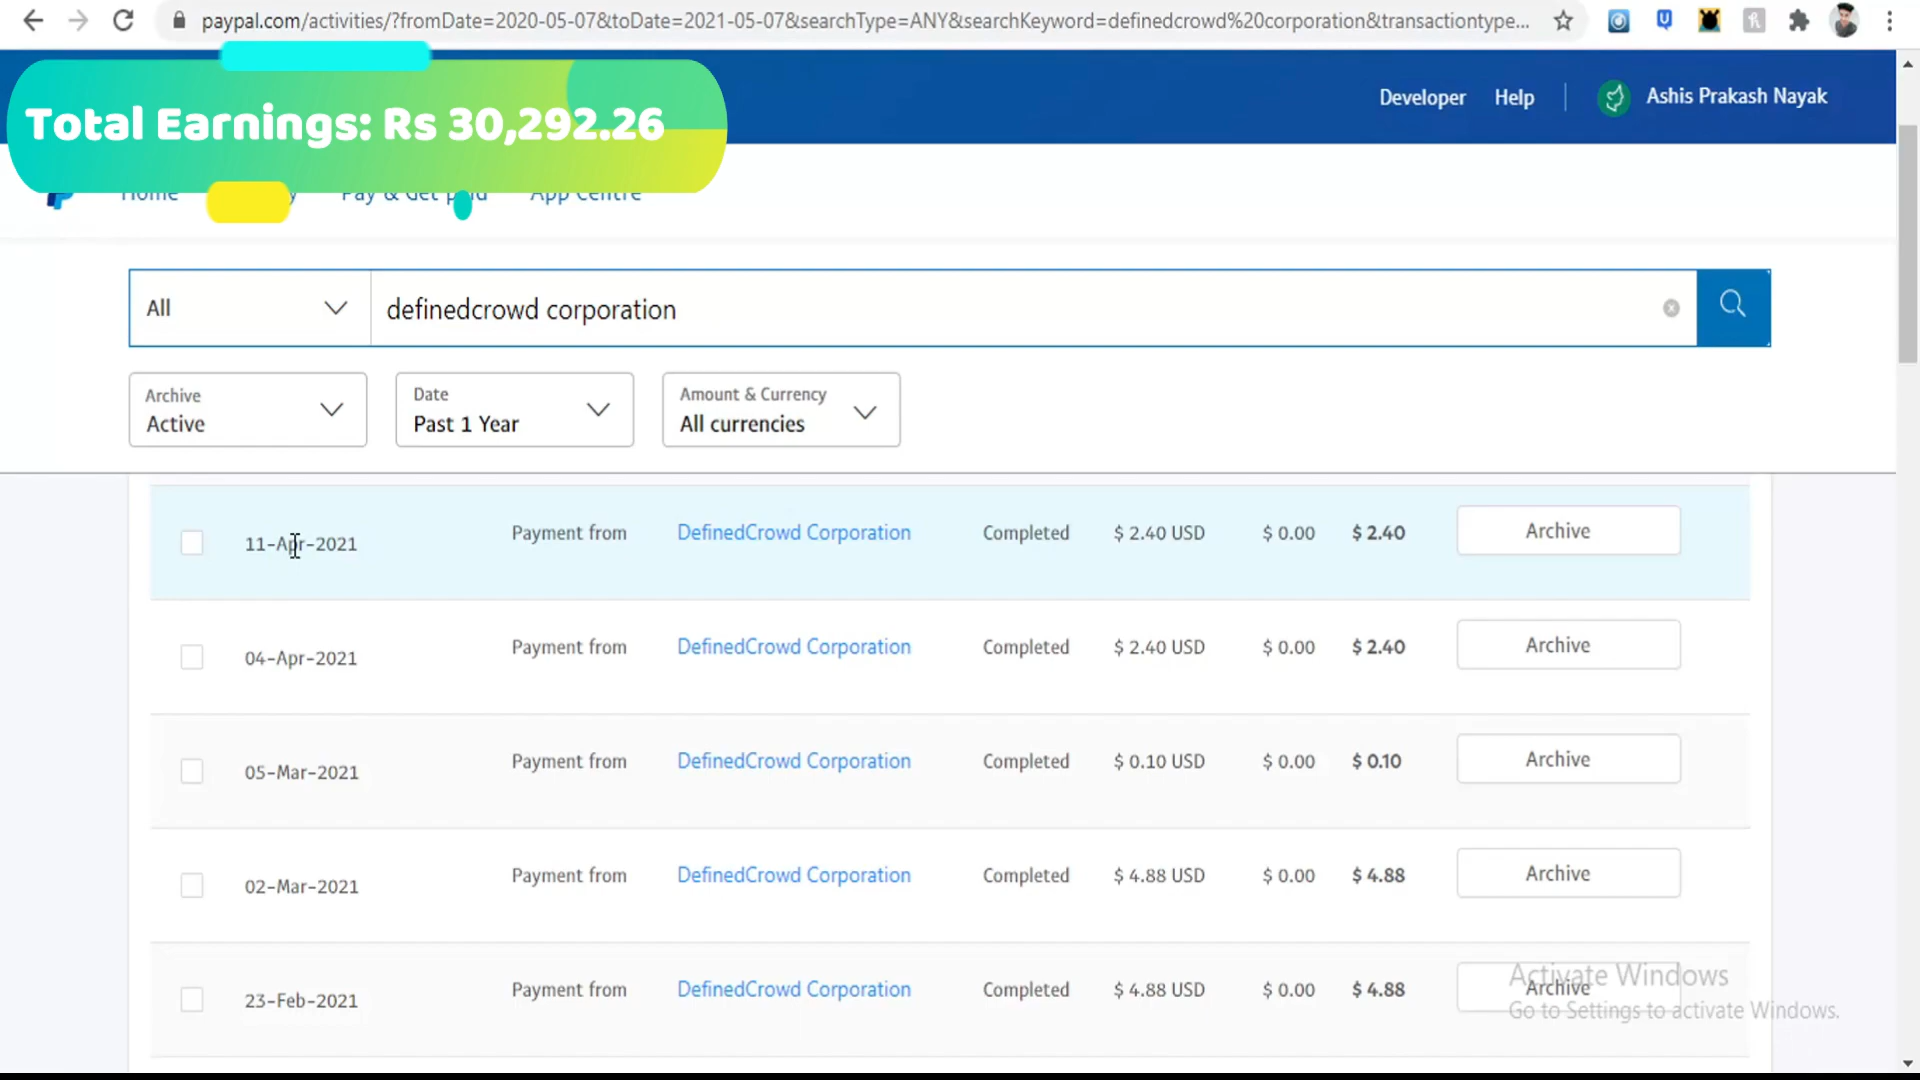 paypal.com/activities/?fromDate=2020-05-07&toDate=2021-05-07&searchType=ANY&searchKeyword=definedcrowd%20corporation&transactiontype...
Total Earnings: Rs 30,292.26
Developer Help Ashis Prakash Nayak
Home Pay & Get paid App Centre
All definedcrowd corporation
Archive Date Amount & Currency
Active Past 1 Year All currencies
11-Apr-2021 Payment from DefinedCrowd Corporation Completed $ 2.40 USD $ 0.00 $ 2.40 Archive
04-Apr-2021 Payment from DefinedCrowd Corporation Completed $ 2.40 USD $ 0.00 $ 2.40 Archive
05-Mar-2021 Payment from DefinedCrowd Corporation Completed $ 0.10 USD $ 0.00 $ 0.10 Archive
02-Mar-2021 Payment from DefinedCrowd Corporation Completed $ 4.88 USD $ 0.00 $ 4.88 Archive
23-Feb-2021 Payment from DefinedCrowd Corporation Completed $ 4.88 USD $ 0.00 $ 4.88 Archive
Activate Windows
Go to Settings to activate Windows.